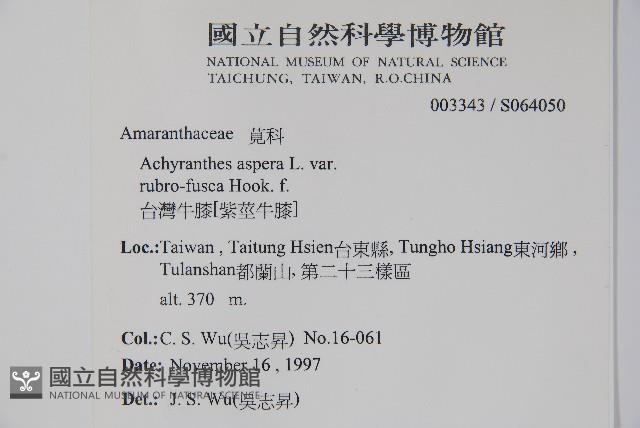 國立自然科學博物館
NATIONAL MUSEUM OF NATURAL SCIENCE
TAICHUNG, TAIWAN, R.O.CHINA
003343 / S064050
Amaranthaceae 莧科
Achyranthes aspera L. var.
rubro-fusca Hook. f.
台灣牛膝[紫莖牛膝]
Loc.:Taiwan , Taitung Hsien台東縣, Tungho Hsiang東河鄉 ,
Tulanshan都蘭山, 第二十三樣區
alt. 370 m.
Col.: C. S. Wu(吳志昇) No.16-061
Date: November 16 , 1997
國立自然科學博物館
NATIONAL MUSEUM OF NATURAL SCIENCE
Det.: J. S. Wu(吳志昇)